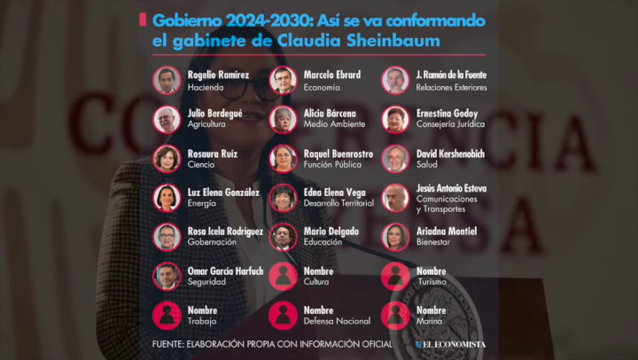 Gobierno 2024-2030: Así se va conformando
el gabinete de Claudia Sheinbaum
Rogelio Ramírez
Hacienda
Marcelo Ebrard
Economía
J. Ramón de la Fuente
Relaciones Exteriores
Julio Berdegué
Agricultura
Alicia Bárcena
Medio Ambiente
Ernestina Godoy
Consejería Jurídica
Rosaura Ruíz
Ciencia
Raquel Buenrostro
Función Pública
David Kershenobich
Salud
Luz Elena González
Energía
Edna Elena Vega
Desarrollo Territorial
Jesús Antonio Esteva
Comunicaciones
y Transportes
Rosa Icela Rodríguez
Gobernación
Mario Delgado
Educación
Ariadna Montiel
Bienestar
Omar García Harfuch
Seguridad
Nombre
Cultura
Nombre
Turismo
Nombre
Trabajo
Nombre
Defensa Nacional
Nombre
Marina
FUENTE: ELABORACIÓN PROPIA CON INFORMACIÓN OFICIAL
EL ECONOMISTA